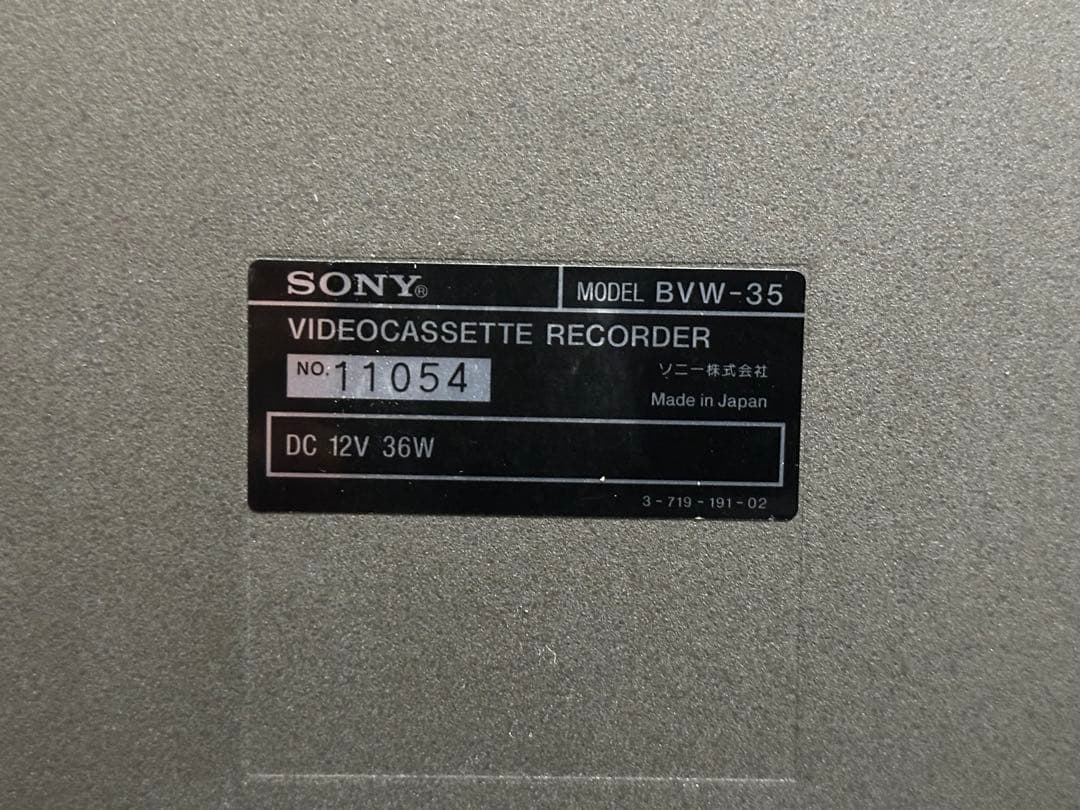 SONY®
MODEL BVW-35
VIDEOCASSETTE RECORDER
NO. 11054
ソニー株式会社
Made in Japan
DC 12V 36W
3-719-191-02